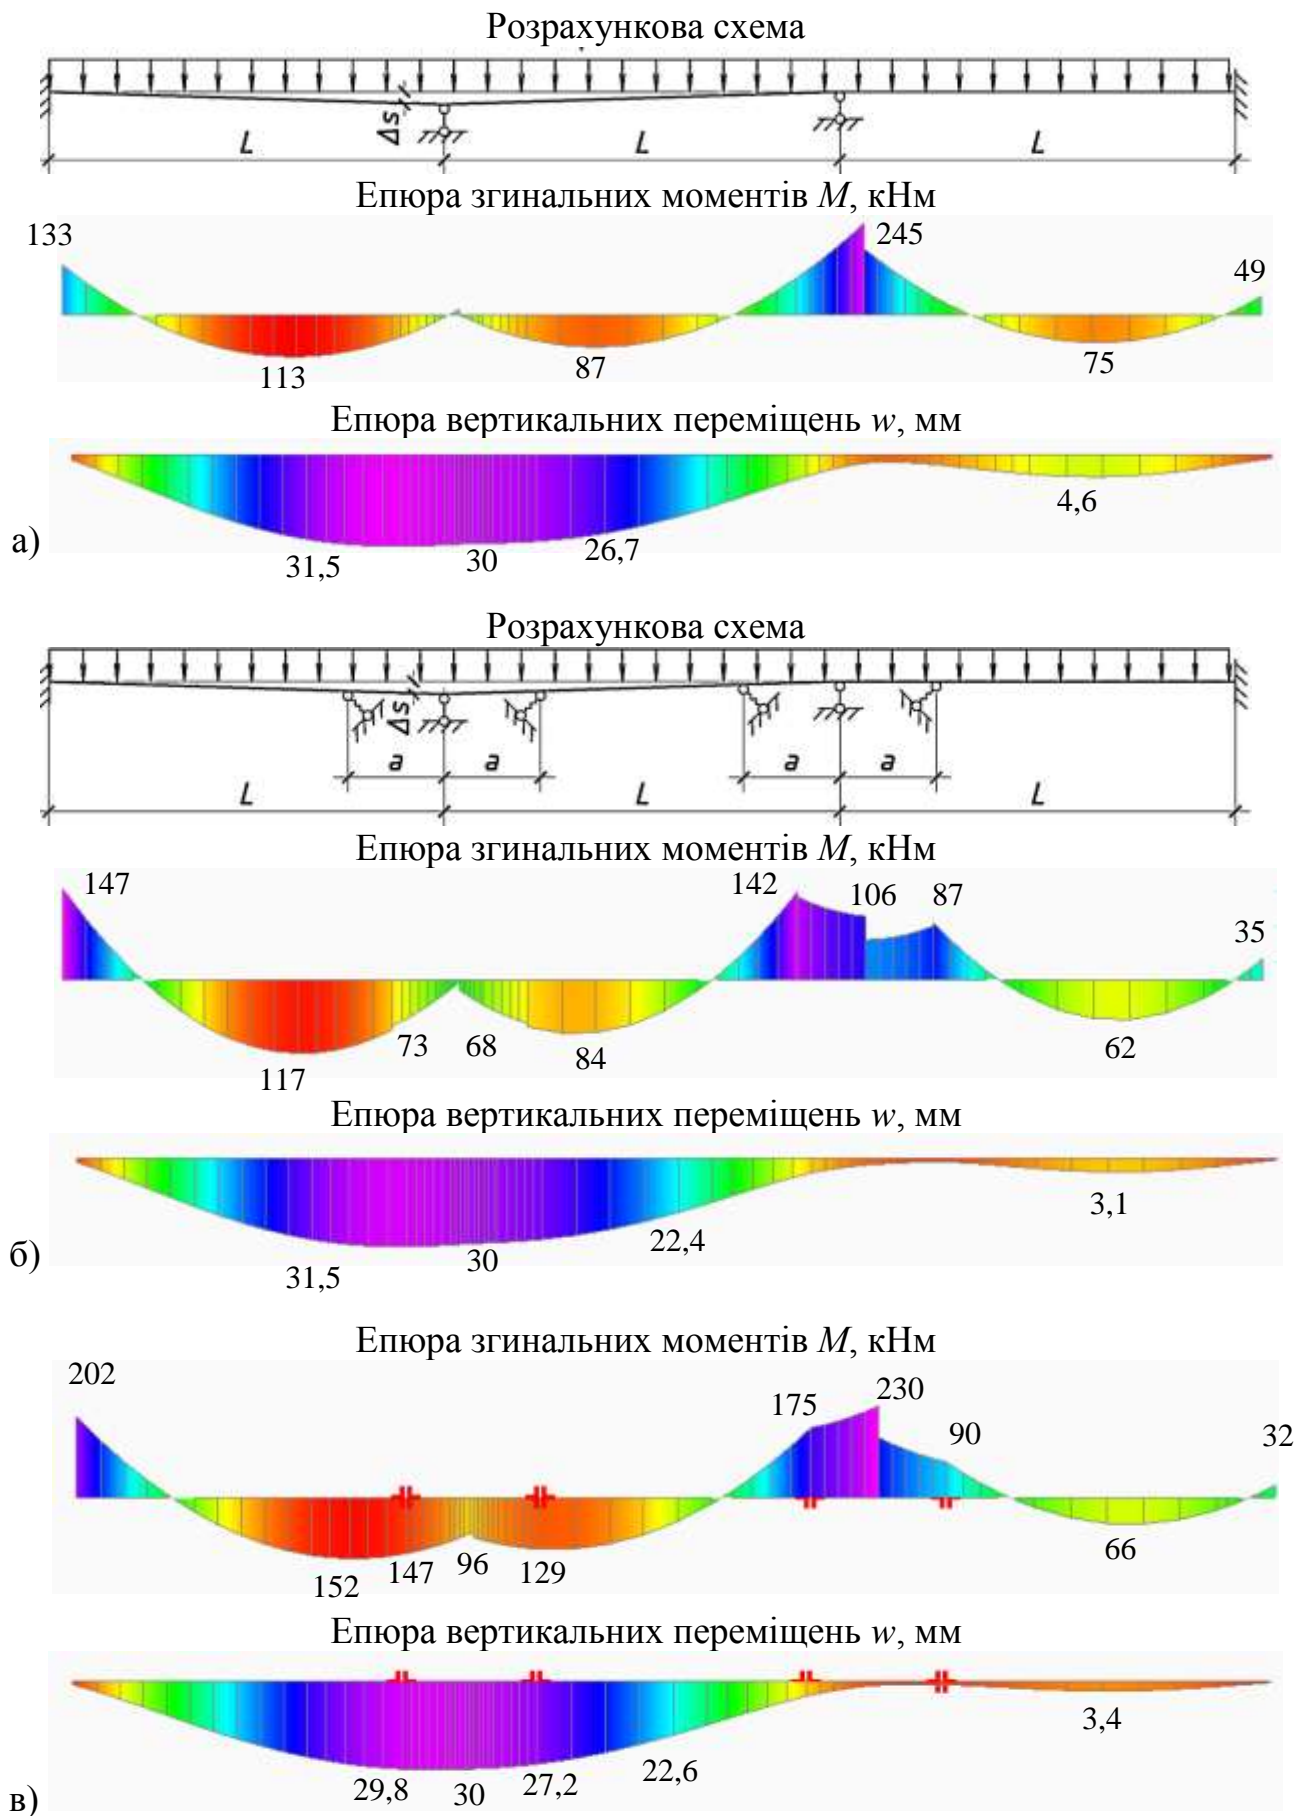 Розрахункова схема
Δs
L L L
Епюра згинальних моментів M, кНм
133 245 49
113 87 75
Епюра вертикальних переміщень w, мм
4,6
а) 31,5 30 26,7
Розрахункова схема
Δs
a a a a
L L L
Епюра згинальних моментів M, кНм
147 142 106 87 35
117 73 68 84 62
Епюра вертикальних переміщень w, мм
3,1
б) 31,5 30 22,4
Епюра згинальних моментів M, кНм
202 175 230 90 32
152 147 96 129 66
Епюра вертикальних переміщень w, мм
3,4
в) 29,8 30 27,2 22,6